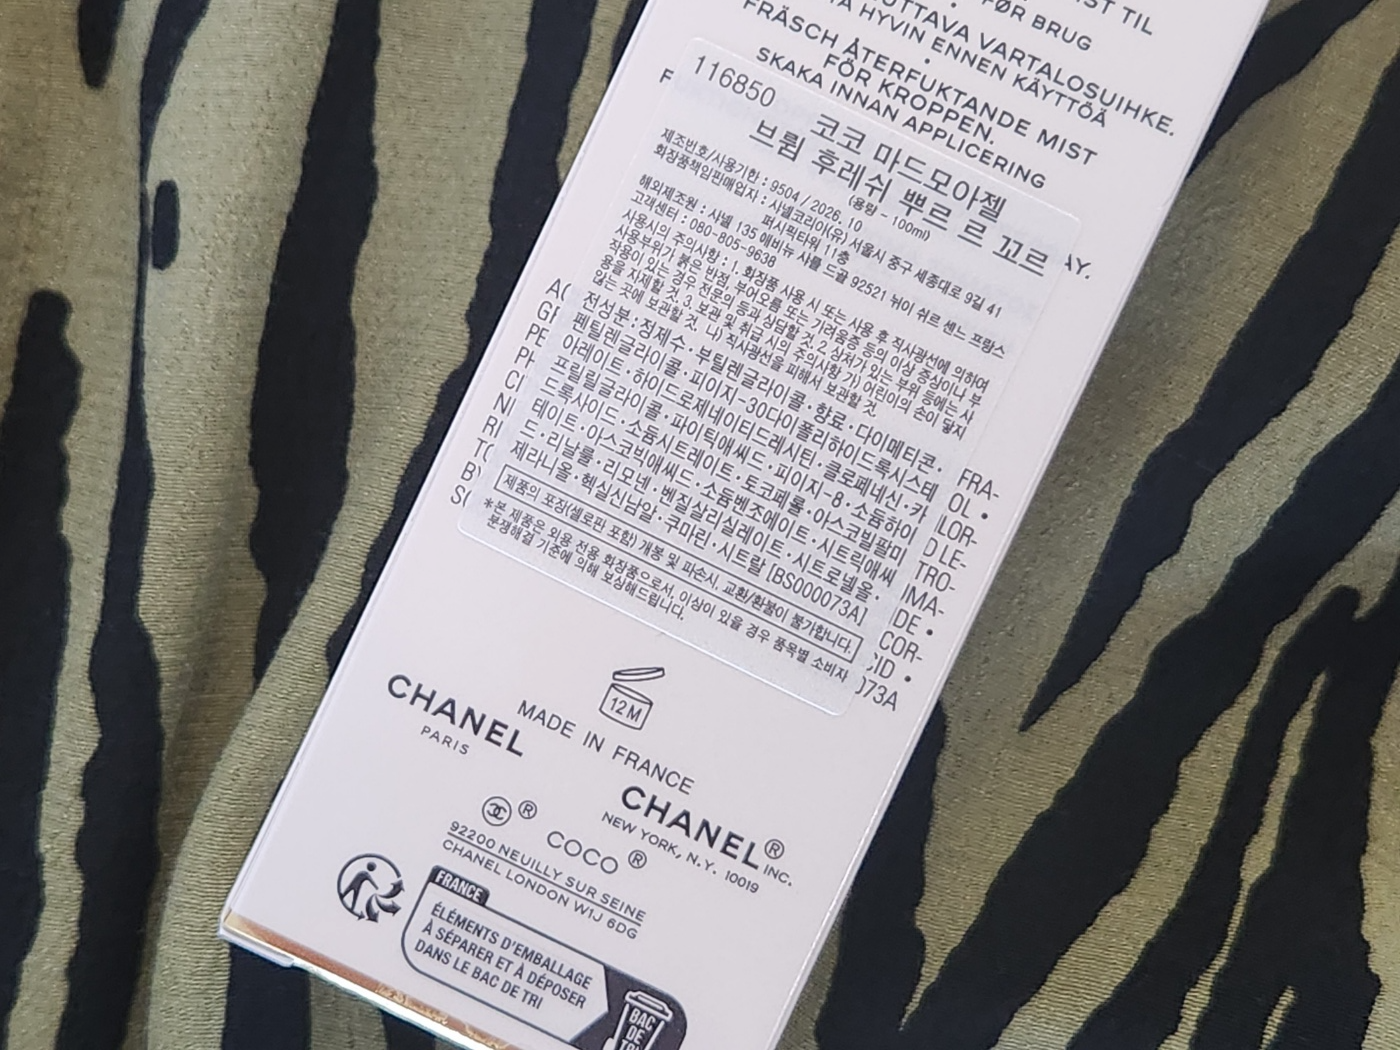 ST TIL
FØR BRUG
UTTAVA VARTALOSUIHKE.
TA HYVIN ENNEN KÄYTTÖÄ
FRÄSCH ÅTERFUKTANDE MIST
FÖR KROPPEN.
SKAKA INNAN APPLICERING
116850
코코 마드모아젤
브륌 후레쉬 뿌르 르 꼬르
(용량 - 100ml)
제조번호/사용기한 : 9504 / 2026. 10
화장품책임판매업자 : 샤넬코리아(유) 서울시 중구 세종대로 9길 41
퍼시픽타워 11층
해외제조원 : 샤넬 135 애비뉴 샤를 드골 92521 뉘이 쉬르 센느 프랑스
고객센터 : 080-805-9638
사용시의 주의사항 : 1. 화장품 사용 시 또는 사용 후 직사광선에 의하여
사용부위가 붉은 반점, 부어오름 또는 가려움증 등의 이상 증상이나 부
작용이 있는 경우 전문의 등과 상담할 것. 2. 상처가 있는 부위 등에는 사
용을 자제할 것. 3. 보관 및 취급 시의 주의사항 가) 어린이의 손이 닿지
않는 곳에 보관할 것. 나) 직사광선을 피해서 보관할 것
전성분 : 정제수 · 부틸렌글라이콜 · 향료 · 다이메티콘 ·
펜틸렌글라이콜 · 피이지-30다이폴리하이드록시스테
아레이트 · 하이드로제네이티드레시틴 · 클로페네신 · 카
프릴릴글라이콜 · 파이틱애씨드 · 피이지-8 · 소듐하이
드록사이드 · 소듐시트레이트 · 토코페롤 · 아스코빌팔미
테이트 · 아스코빅애씨드 · 소듐벤조에이트 · 시트릭애씨
드 · 리날룰 · 리모넨 · 벤질살리실레이트 · 시트로넬올 ·
제라니올 · 헥실신남알 · 쿠마린 · 시트랄 [BS000073A]
제품의 포장(셀로판 포함) 개봉 및 파손시, 교환/환불이 불가합니다.
*본 제품은 외용 전용 화장품으로서, 이상이 있을 경우 품목별 소비자
분쟁해결 기준에 의해 보상해드립니다.
AY.
FRA-
OL •
LOR-
D LE-
TRO-
IMA-
DE •
COR-
CID •
073A
12M
MADE IN FRANCE
CHANEL
PARIS
CHANEL® INC.
NEW YORK, N.Y. 10019
® COCO ®
92200 NEUILLY SUR SEINE
CHANEL LONDON W1J 6DG
FRANCE
ÉLÉMENTS D'EMBALLAGE
À SÉPARER ET À DÉPOSER
DANS LE BAC DE TRI
BAC
DE
TRI